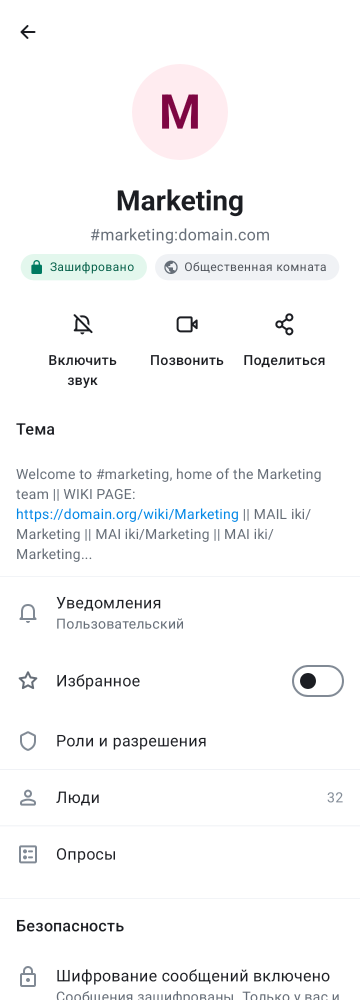 M
Marketing
#marketing:domain.com
Зашифровано
Общественная комната
Включить
звук
Позвонить
Поделиться
Тема
Welcome to #marketing, home of the Marketing
team || WIKI PAGE:
https://domain.org/wiki/Marketing || MAIL iki/
Marketing || MAI iki/Marketing || MAI iki/
Marketing...
Уведомления
Пользовательский
Избранное
Роли и разрешения
Люди
32
Опросы
Безопасность
Шифрование сообщений включено
Сообщения зашифрованы. Только у вас и